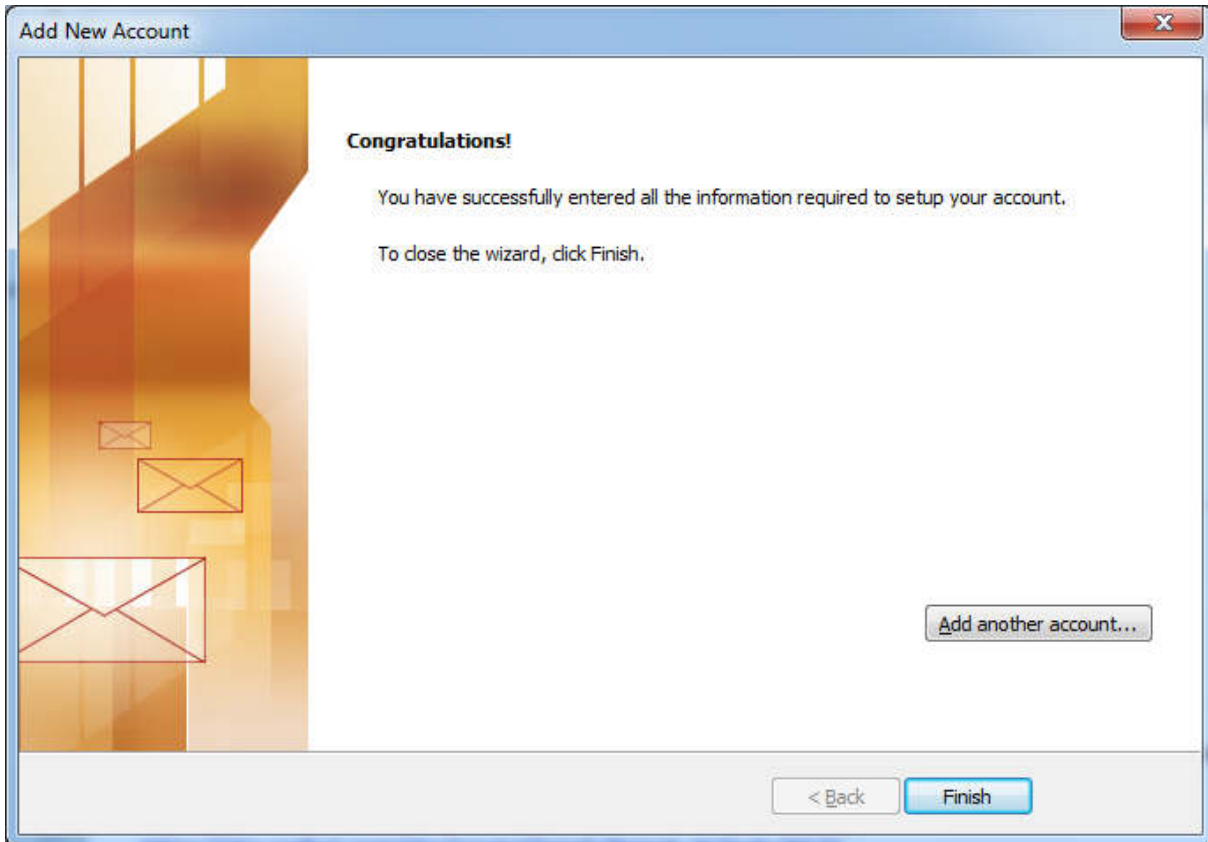 Add New Account
Congratulations!
You have successfully entered all the information required to setup your account.
To close the wizard, click Finish.
Add another account...
< Back
Finish